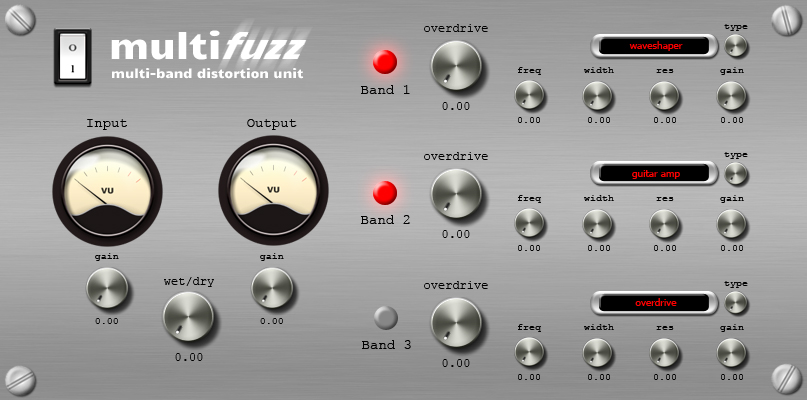 O
I
multifuzz
multi-band distortion unit
Input
Output
VU
VU
gain
gain
0.00
0.00
wet/dry
0.00
Band 1
overdrive
0.00
waveshaper
type
freq width res gain
0.00 0.00 0.00 0.00
Band 2
overdrive
0.00
guitar amp
type
freq width res gain
0.00 0.00 0.00 0.00
Band 3
overdrive
0.00
overdrive
type
freq width res gain
0.00 0.00 0.00 0.00